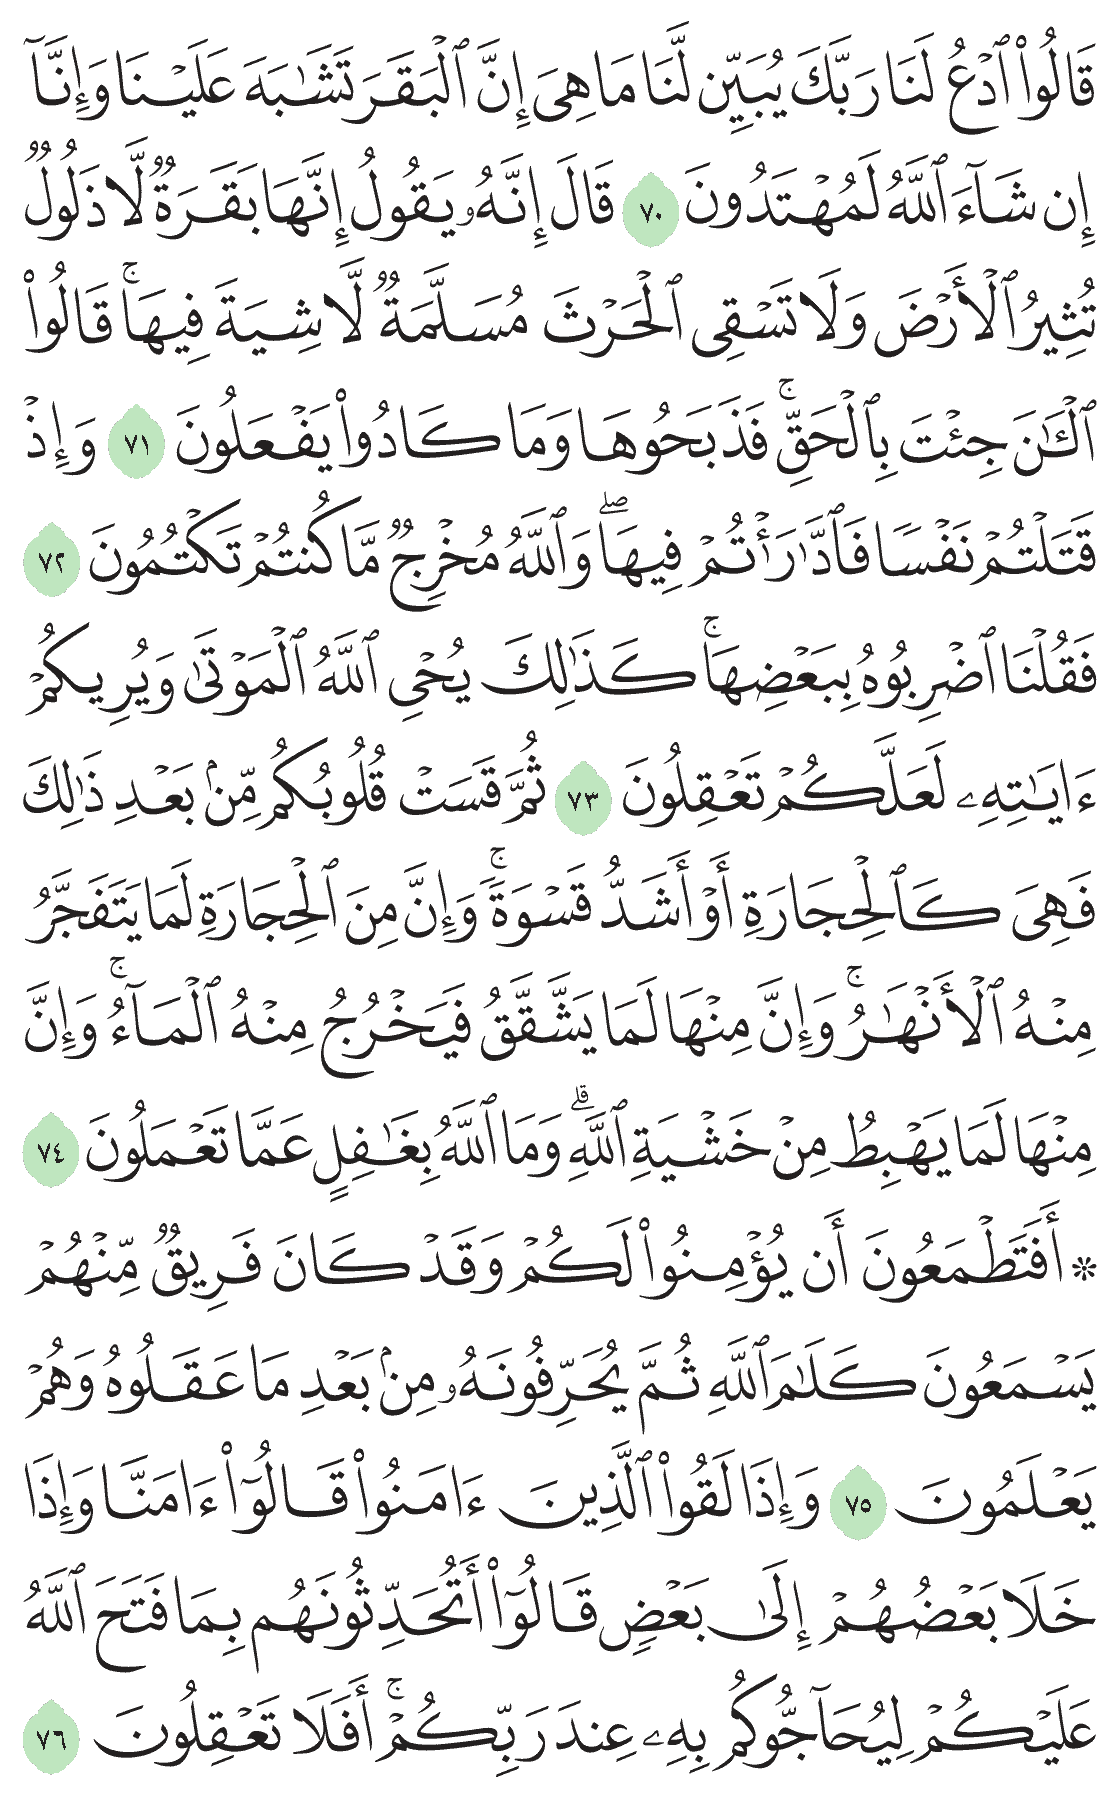 قَالُواْ ٱدۡعُ لَنَا رَبَّكَ يُبَيِّن لَّنَا مَا هِيَ إِنَّ ٱلۡبَقَرَ تَشَٰبَهَ عَلَيۡنَا وَإِنَّآ
إِن شَآءَ ٱللَّهُ لَمُهۡتَدُونَ ٧٠ قَالَ إِنَّهُۥ يَقُولُ إِنَّهَا بَقَرَةٞ لَّا ذَلُولٞ
تُثِيرُ ٱلۡأَرۡضَ وَلَا تَسۡقِي ٱلۡحَرۡثَ مُسَلَّمَةٞ لَّا شِيَةَ فِيهَاۚ قَالُواْ
ٱلۡـَٰٔنَ جِئۡتَ بِٱلۡحَقِّۚ فَذَبَحُوهَا وَمَا كَادُواْ يَفۡعَلُونَ ٧١ وَإِذۡ
قَتَلۡتُمۡ نَفۡسٗا فَٱدَّٰرَٰٔتُمۡ فِيهَاۖ وَٱللَّهُ مُخۡرِجٞ مَّا كُنتُمۡ تَكۡتُمُونَ ٧٢
فَقُلۡنَا ٱضۡرِبُوهُ بِبَعۡضِهَاۚ كَذَٰلِكَ يُحۡيِ ٱللَّهُ ٱلۡمَوۡتَىٰ وَيُرِيكُمۡ
ءَايَٰتِهِۦ لَعَلَّكُمۡ تَعۡقِلُونَ ٧٣ ثُمَّ قَسَتۡ قُلُوبُكُم مِّنۢ بَعۡدِ ذَٰلِكَ
فَهِيَ كَٱلۡحِجَارَةِ أَوۡ أَشَدُّ قَسۡوَةٗۚ وَإِنَّ مِنَ ٱلۡحِجَارَةِ لَمَا يَتَفَجَّرُ
مِنۡهُ ٱلۡأَنۡهَٰرُۚ وَإِنَّ مِنۡهَا لَمَا يَشَّقَّقُ فَيَخۡرُجُ مِنۡهُ ٱلۡمَآءُۚ وَإِنَّ
مِنۡهَا لَمَا يَهۡبِطُ مِنۡ خَشۡيَةِ ٱللَّهِۗ وَمَا ٱللَّهُ بِغَٰفِلٍ عَمَّا تَعۡمَلُونَ ٧٤
۞ أَفَتَطۡمَعُونَ أَن يُؤۡمِنُواْ لَكُمۡ وَقَدۡ كَانَ فَرِيقٞ مِّنۡهُمۡ
يَسۡمَعُونَ كَلَٰمَ ٱللَّهِ ثُمَّ يُحَرِّفُونَهُۥ مِنۢ بَعۡدِ مَا عَقَلُوهُ وَهُمۡ
يَعۡلَمُونَ ٧٥ وَإِذَا لَقُواْ ٱلَّذِينَ ءَامَنُواْ قَالُوٓاْ ءَامَنَّا وَإِذَا
خَلَا بَعۡضُهُمۡ إِلَىٰ بَعۡضٖ قَالُوٓاْ أَتُحَدِّثُونَهُم بِمَا فَتَحَ ٱللَّهُ
عَلَيۡكُمۡ لِيُحَآجُّوكُم بِهِۦ عِندَ رَبِّكُمۡۚ أَفَلَا تَعۡقِلُونَ ٧٦